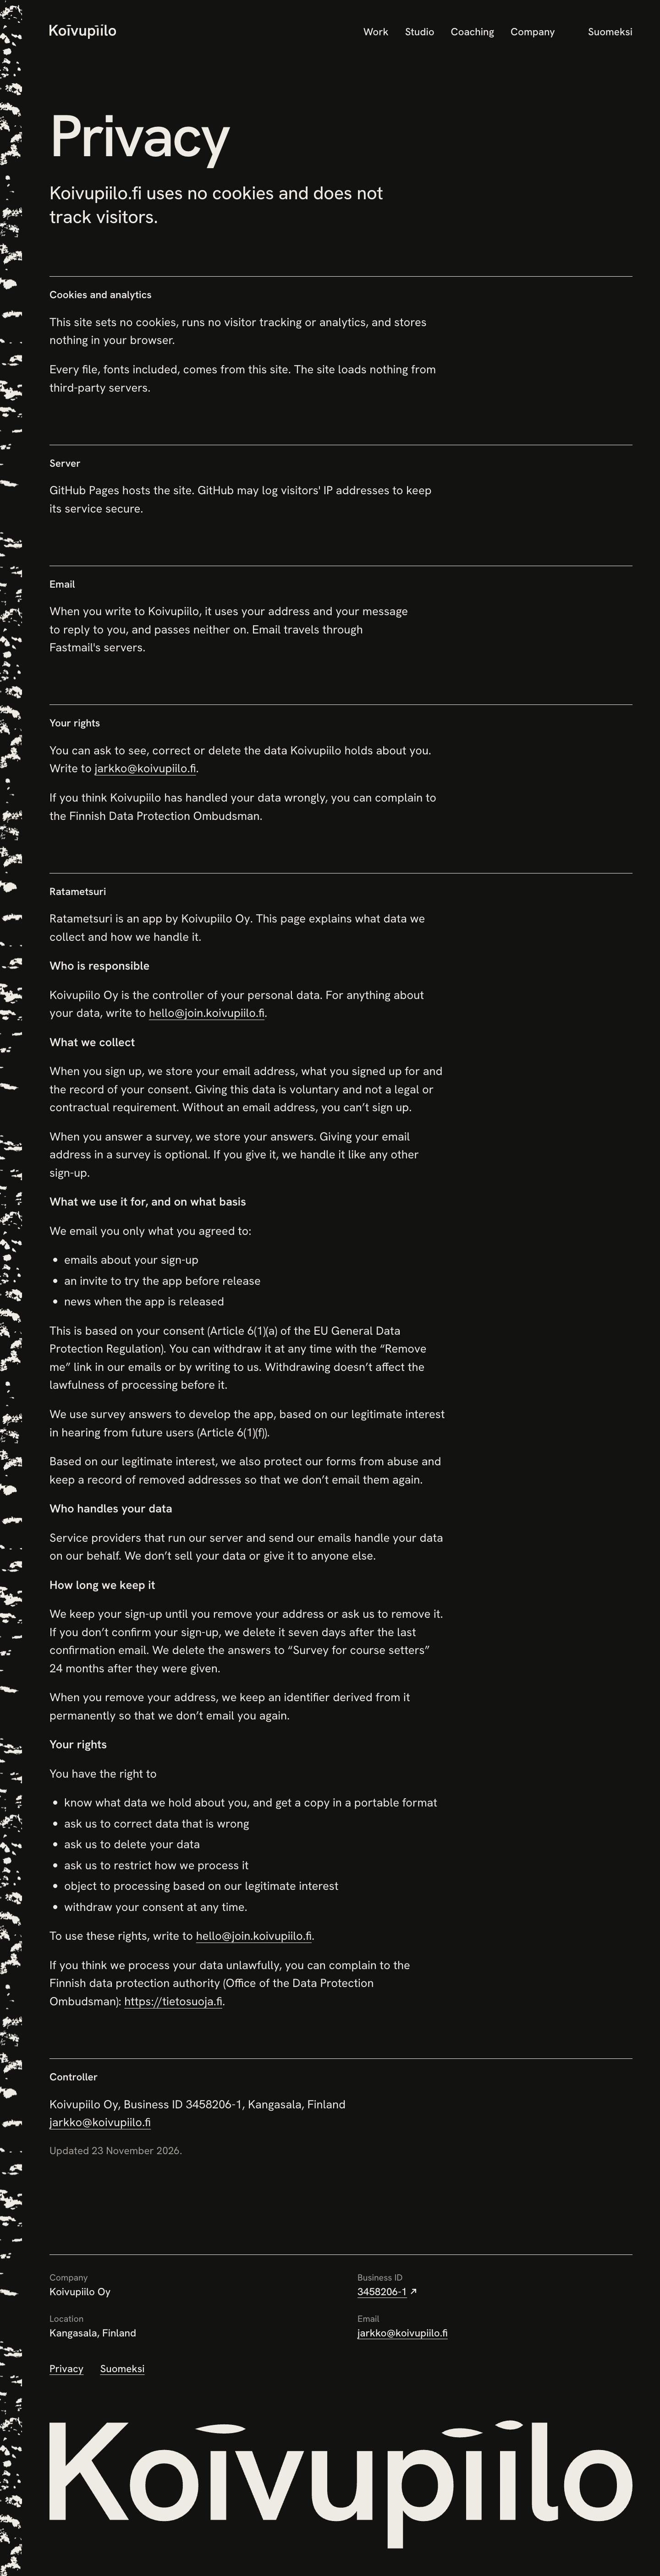 Koivupiilo
Work Studio Coaching Company Suomeksi
Privacy
Koivupiilo.fi uses no cookies and does not
track visitors.
Cookies and analytics
This site sets no cookies, runs no visitor tracking or analytics, and stores
nothing in your browser.
Every file, fonts included, comes from this site. The site loads nothing from
third-party servers.
Server
GitHub Pages hosts the site. GitHub may log visitors' IP addresses to keep
its service secure.
Email
When you write to Koivupiilo, it uses your address and your message
to reply to you, and passes neither on. Email travels through
Fastmail's servers.
Your rights
You can ask to see, correct or delete the data Koivupiilo holds about you.
Write to jarkko@koivupiilo.fi.
If you think Koivupiilo has handled your data wrongly, you can complain to
the Finnish Data Protection Ombudsman.
Ratametsuri
Ratametsuri is an app by Koivupiilo Oy. This page explains what data we
collect and how we handle it.
Who is responsible
Koivupiilo Oy is the controller of your personal data. For anything about
your data, write to hello@join.koivupiilo.fi.
What we collect
When you sign up, we store your email address, what you signed up for and
the record of your consent. Giving this data is voluntary and not a legal or
contractual requirement. Without an email address, you can’t sign up.
When you answer a survey, we store your answers. Giving your email
address in a survey is optional. If you give it, we handle it like any other
sign-up.
What we use it for, and on what basis
We email you only what you agreed to:
• emails about your sign-up
• an invite to try the app before release
• news when the app is released
This is based on your consent (Article 6(1)(a) of the EU General Data
Protection Regulation). You can withdraw it at any time with the “Remove
me” link in our emails or by writing to us. Withdrawing doesn’t affect the
lawfulness of processing before it.
We use survey answers to develop the app, based on our legitimate interest
in hearing from future users (Article 6(1)(f)).
Based on our legitimate interest, we also protect our forms from abuse and
keep a record of removed addresses so that we don’t email them again.
Who handles your data
Service providers that run our server and send our emails handle your data
on our behalf. We don’t sell your data or give it to anyone else.
How long we keep it
We keep your sign-up until you remove your address or ask us to remove it.
If you don’t confirm your sign-up, we delete it seven days after the last
confirmation email. We delete the answers to “Survey for course setters”
24 months after they were given.
When you remove your address, we keep an identifier derived from it
permanently so that we don’t email you again.
Your rights
You have the right to
• know what data we hold about you, and get a copy in a portable format
• ask us to correct data that is wrong
• ask us to delete your data
• ask us to restrict how we process it
• object to processing based on our legitimate interest
• withdraw your consent at any time.
To use these rights, write to hello@join.koivupiilo.fi.
If you think we process your data unlawfully, you can complain to the
Finnish data protection authority (Office of the Data Protection
Ombudsman): https://tietosuoja.fi.
Controller
Koivupiilo Oy, Business ID 3458206-1, Kangasala, Finland
jarkko@koivupiilo.fi
Updated 23 November 2026.
Company Business ID
Koivupiilo Oy 3458206-1 ↗
Location Email
Kangasala, Finland jarkko@koivupiilo.fi
Privacy Suomeksi
Koivupiilo